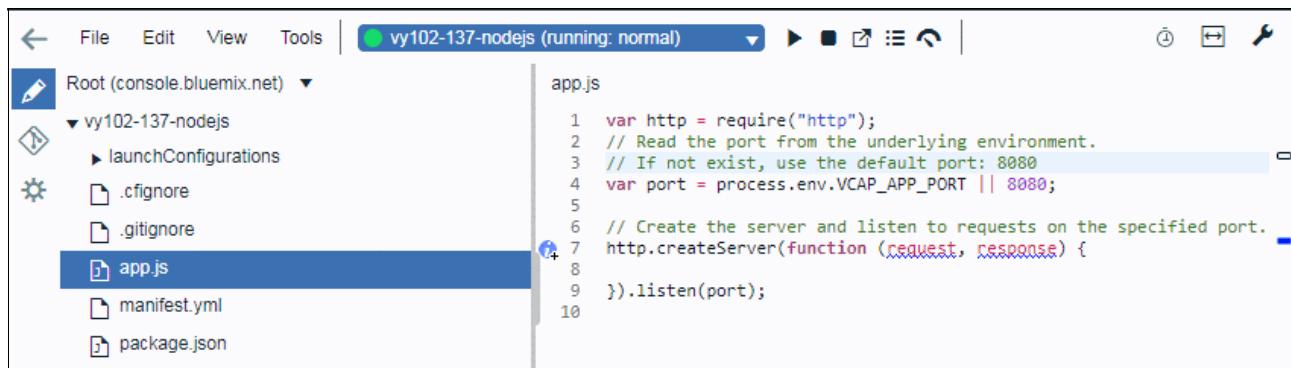 File Edit View Tools vy102-137-nodejs (running: normal)
Root (console.bluemix.net)
vy102-137-nodejs
launchConfigurations
.cfignore
.gitignore
app.js
manifest.yml
package.json
app.js
1 var http = require("http");
2 // Read the port from the underlying environment.
3 // If not exist, use the default port: 8080
4 var port = process.env.VCAP_APP_PORT || 8080;
5
6 // Create the server and listen to requests on the specified port.
7 http.createServer(function (request, response) {
8
9 }).listen(port);
10